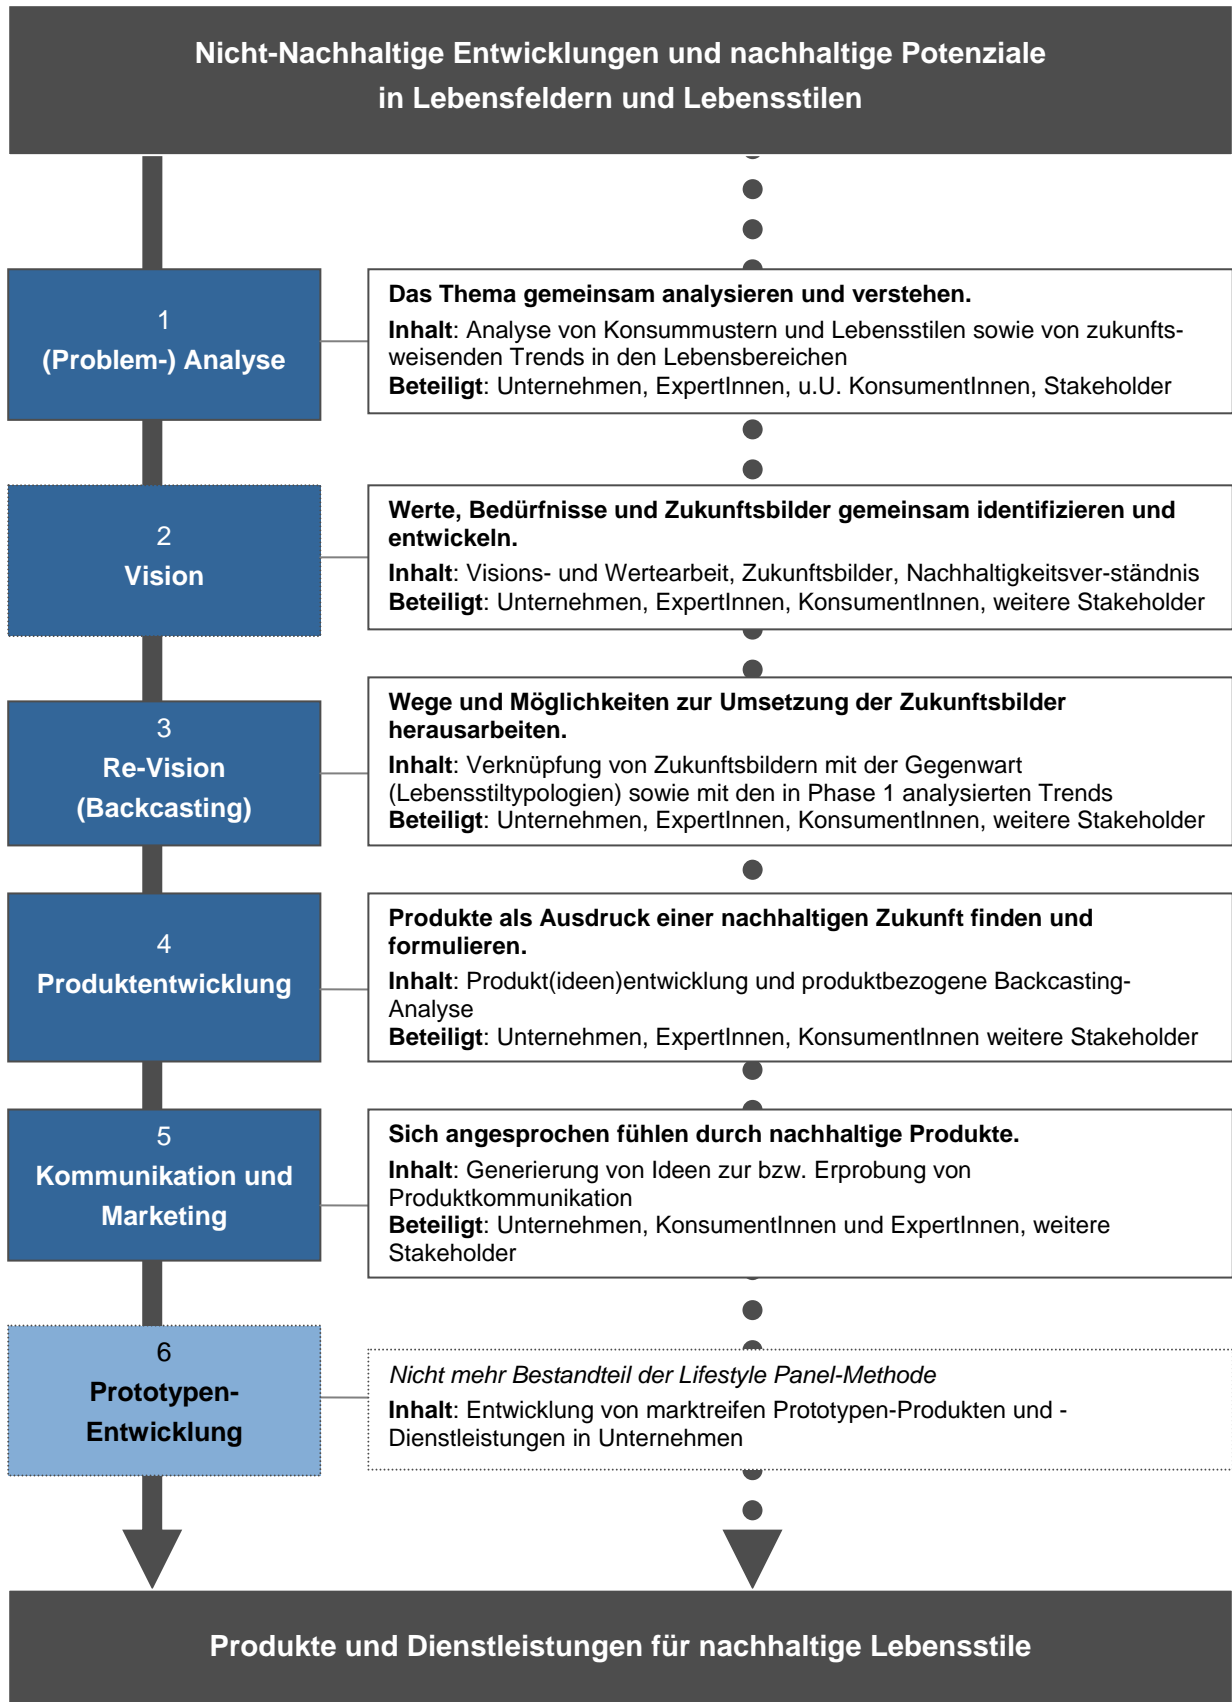 Nicht-Nachhaltige Entwicklungen und nachhaltige Potenziale
in Lebensfeldern und Lebensstilen
1
(Problem-) Analyse
Das Thema gemeinsam analysieren und verstehen.
Inhalt: Analyse von Konsummustern und Lebensstilen sowie von zukunfts-
weisenden Trends in den Lebensbereichen
Beteiligt: Unternehmen, ExpertInnen, u.U. KonsumentInnen, Stakeholder
2
Vision
Werte, Bedürfnisse und Zukunftsbilder gemeinsam identifizieren und
entwickeln.
Inhalt: Visions- und Wertearbeit, Zukunftsbilder, Nachhaltigkeitsver-ständnis
Beteiligt: Unternehmen, ExpertInnen, KonsumentInnen, weitere Stakeholder
3
Re-Vision
(Backcasting)
Wege und Möglichkeiten zur Umsetzung der Zukunftsbilder
herausarbeiten.
Inhalt: Verknüpfung von Zukunftsbildern mit der Gegenwart
(Lebensstiltypologien) sowie mit den in Phase 1 analysierten Trends
Beteiligt: Unternehmen, ExpertInnen, KonsumentInnen, weitere Stakeholder
4
Produktentwicklung
Produkte als Ausdruck einer nachhaltigen Zukunft finden und
formulieren.
Inhalt: Produkt(ideen)entwicklung und produktbezogene Backcasting-
Analyse
Beteiligt: Unternehmen, ExpertInnen, KonsumentInnen weitere Stakeholder
5
Kommunikation und
Marketing
Sich angesprochen fühlen durch nachhaltige Produkte.
Inhalt: Generierung von Ideen zur bzw. Erprobung von
Produktkommunikation
Beteiligt: Unternehmen, KonsumentInnen und ExpertInnen, weitere
Stakeholder
6
Prototypen-
Entwicklung
Nicht mehr Bestandteil der Lifestyle Panel-Methode
Inhalt: Entwicklung von marktreifen Prototypen-Produkten und -
Dienstleistungen in Unternehmen
Produkte und Dienstleistungen für nachhaltige Lebensstile